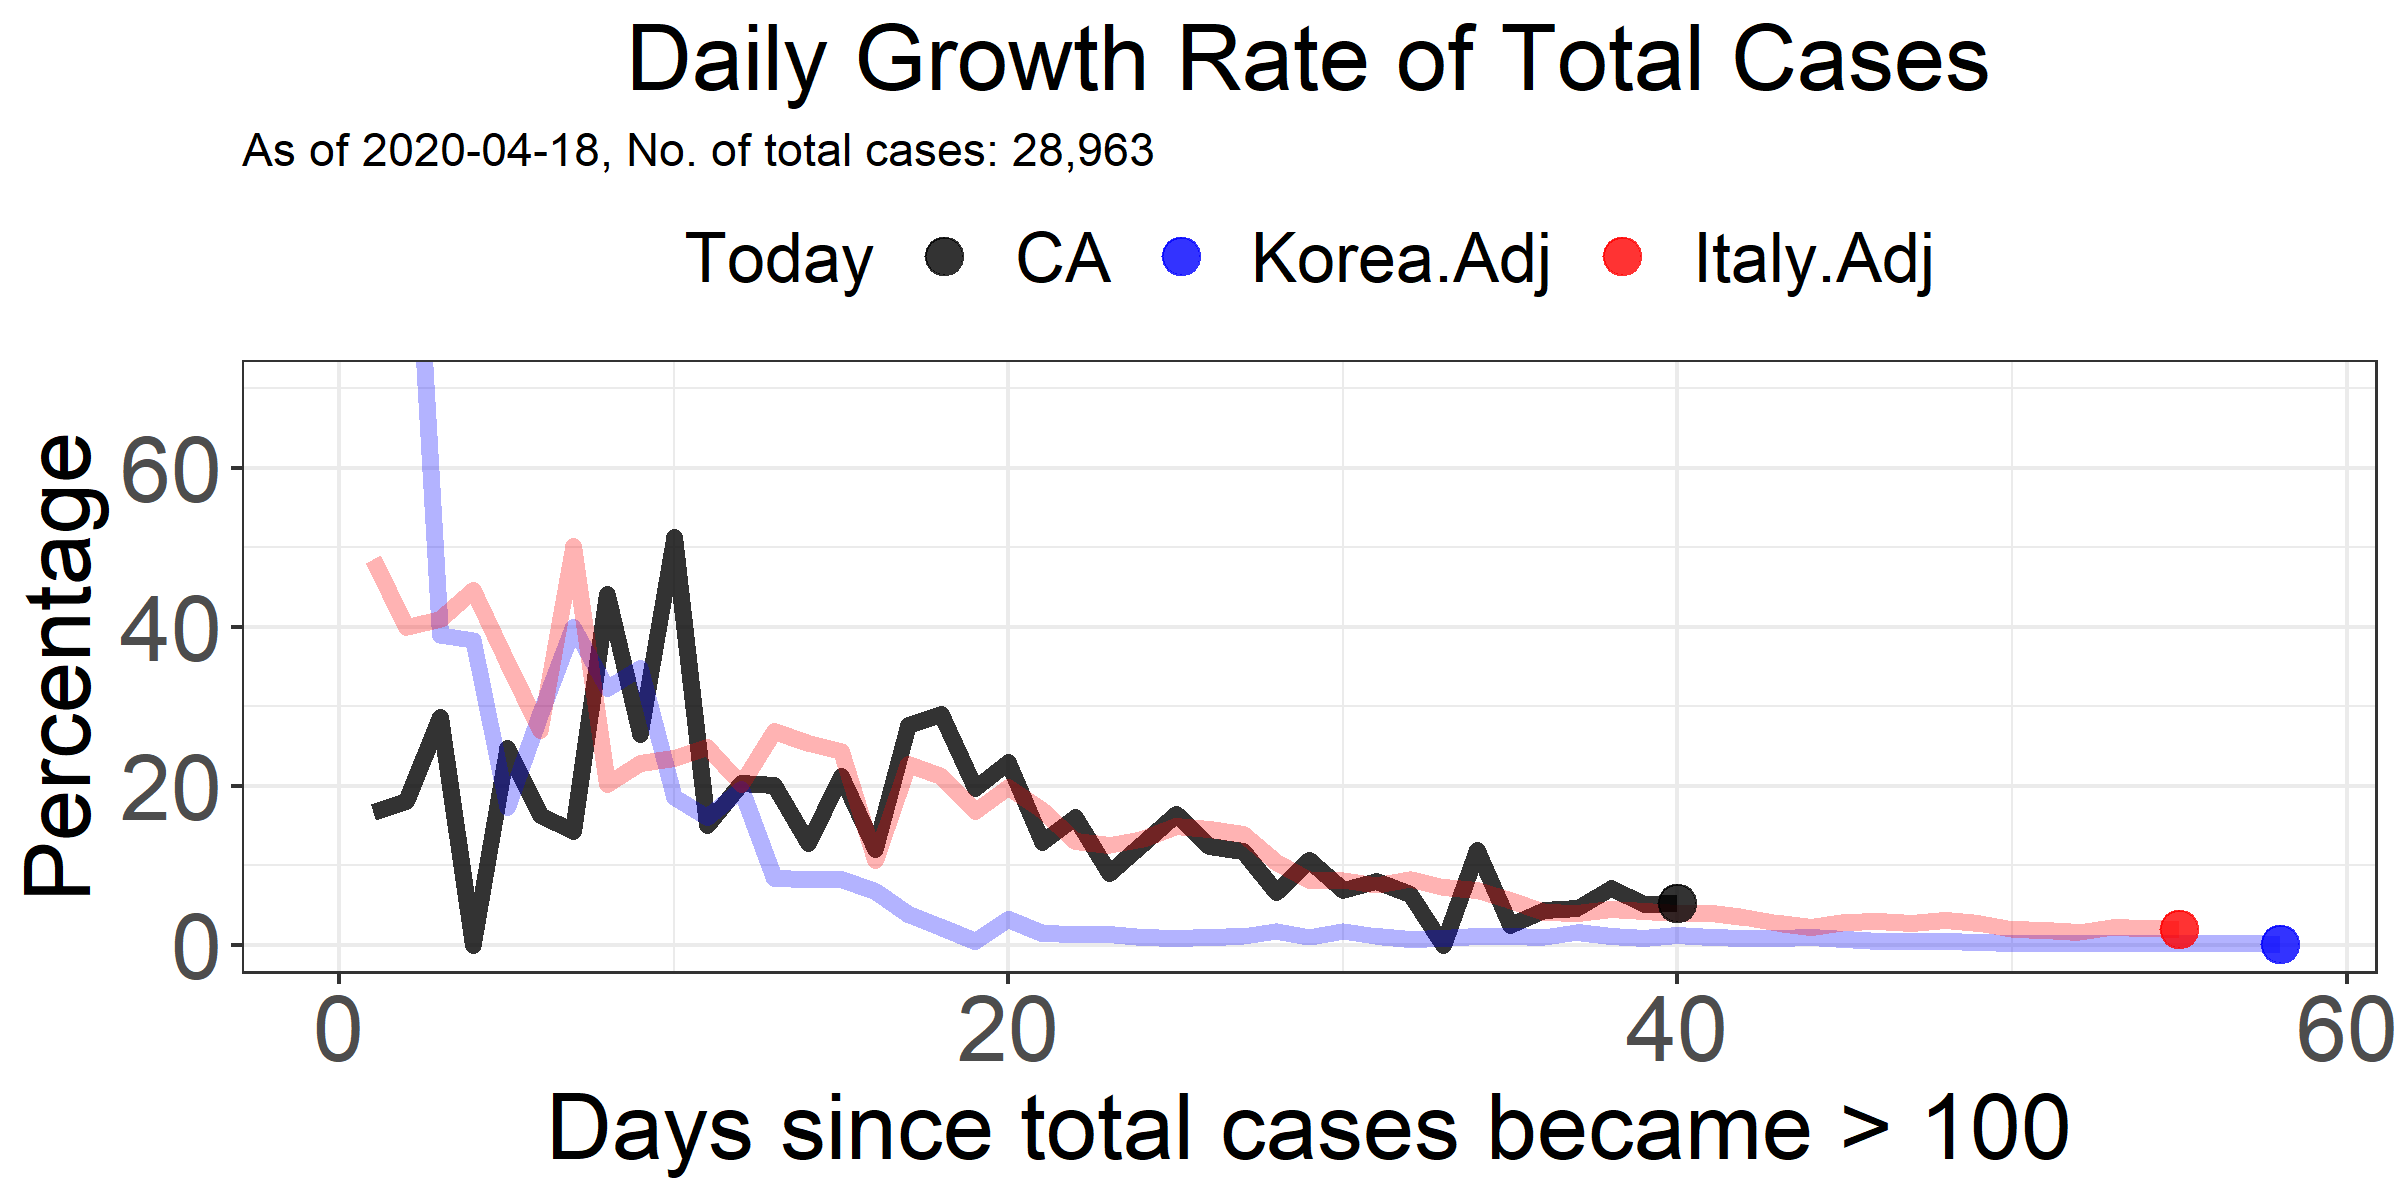 Daily Growth Rate of Total Cases
As of 2020-04-18, No. of total cases: 28,963
Today CA Korea.Adj Italy.Adj
Percentage
60
40
20
0
0 20 40 60
Days since total cases became > 100